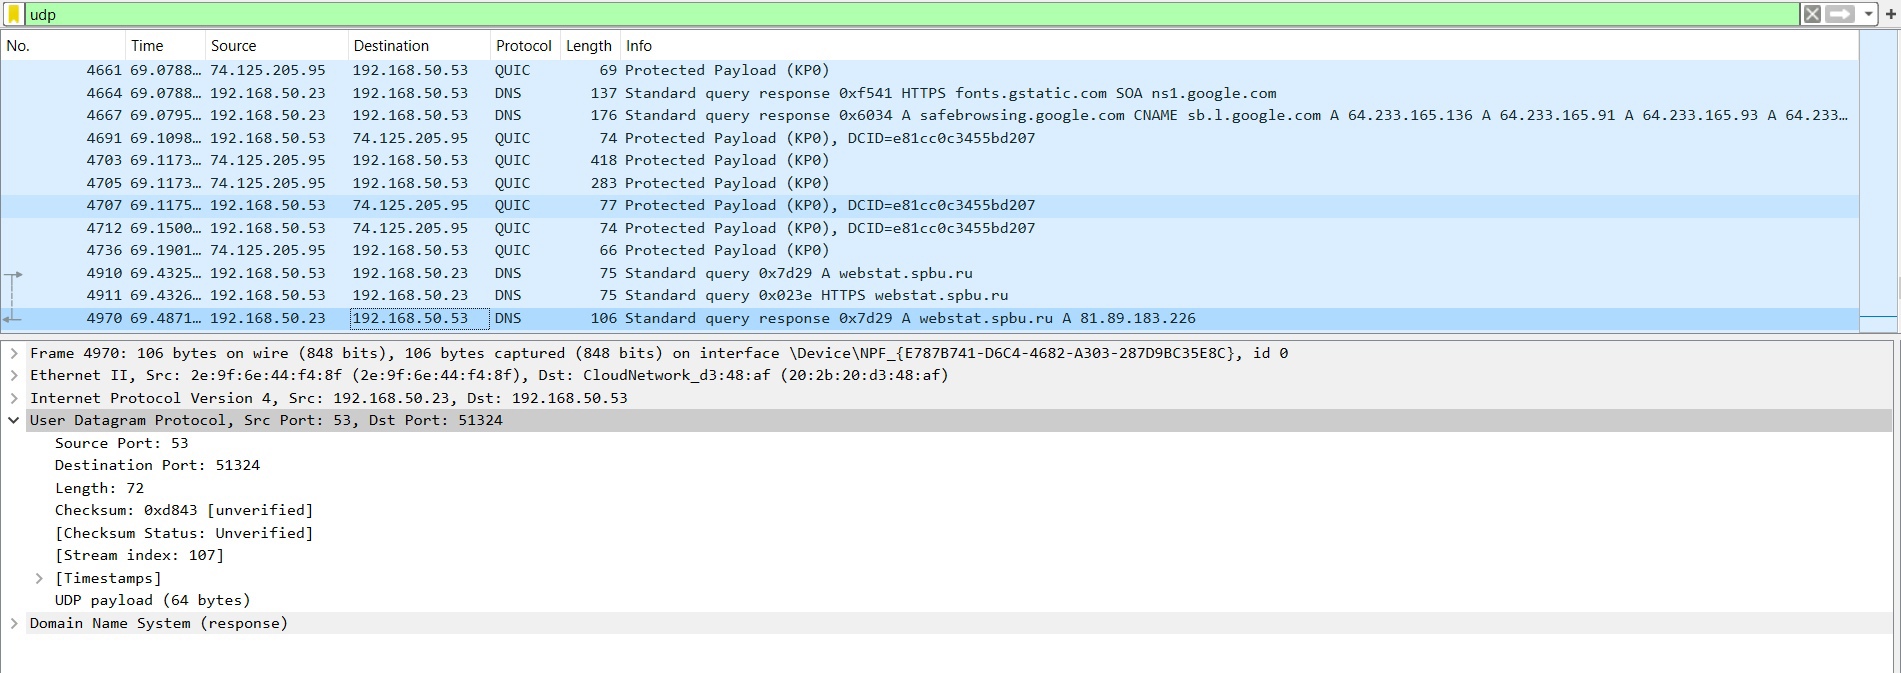 udp
No. Time Source Destination Protocol Length Info
4661 69.0788… 74.125.205.95 192.168.50.53 QUIC 69 Protected Payload (KP0)
4664 69.0788… 192.168.50.23 192.168.50.53 DNS 137 Standard query response 0xf541 HTTPS fonts.gstatic.com SOA ns1.google.com
4667 69.0795… 192.168.50.23 192.168.50.53 DNS 176 Standard query response 0x6034 A safebrowsing.google.com CNAME sb.l.google.com A 64.233.165.136 A 64.233.165.91 A 64.233.165.93 A 64.233…
4691 69.1098… 192.168.50.53 74.125.205.95 QUIC 74 Protected Payload (KP0), DCID=e81cc0c3455bd207
4703 69.1173… 74.125.205.95 192.168.50.53 QUIC 418 Protected Payload (KP0)
4705 69.1173… 74.125.205.95 192.168.50.53 QUIC 283 Protected Payload (KP0)
4707 69.1175… 192.168.50.53 74.125.205.95 QUIC 77 Protected Payload (KP0), DCID=e81cc0c3455bd207
4712 69.1500… 192.168.50.53 74.125.205.95 QUIC 74 Protected Payload (KP0), DCID=e81cc0c3455bd207
4736 69.1901… 74.125.205.95 192.168.50.53 QUIC 66 Protected Payload (KP0)
4910 69.4325… 192.168.50.53 192.168.50.23 DNS 75 Standard query 0x7d29 A webstat.spbu.ru
4911 69.4326… 192.168.50.53 192.168.50.23 DNS 75 Standard query 0x023e HTTPS webstat.spbu.ru
4970 69.4871… 192.168.50.23 192.168.50.53 DNS 106 Standard query response 0x7d29 A webstat.spbu.ru A 81.89.183.226
Frame 4970: 106 bytes on wire (848 bits), 106 bytes captured (848 bits) on interface \Device\NPF_{E787B741-D6C4-4682-A303-287D9BC35E8C}, id 0
Ethernet II, Src: 2e:9f:6e:44:f4:8f (2e:9f:6e:44:f4:8f), Dst: CloudNetwork_d3:48:af (20:2b:20:d3:48:af)
Internet Protocol Version 4, Src: 192.168.50.23, Dst: 192.168.50.53
User Datagram Protocol, Src Port: 53, Dst Port: 51324
Source Port: 53
Destination Port: 51324
Length: 72
Checksum: 0xd843 [unverified]
[Checksum Status: Unverified]
[Stream index: 107]
[Timestamps]
UDP payload (64 bytes)
Domain Name System (response)